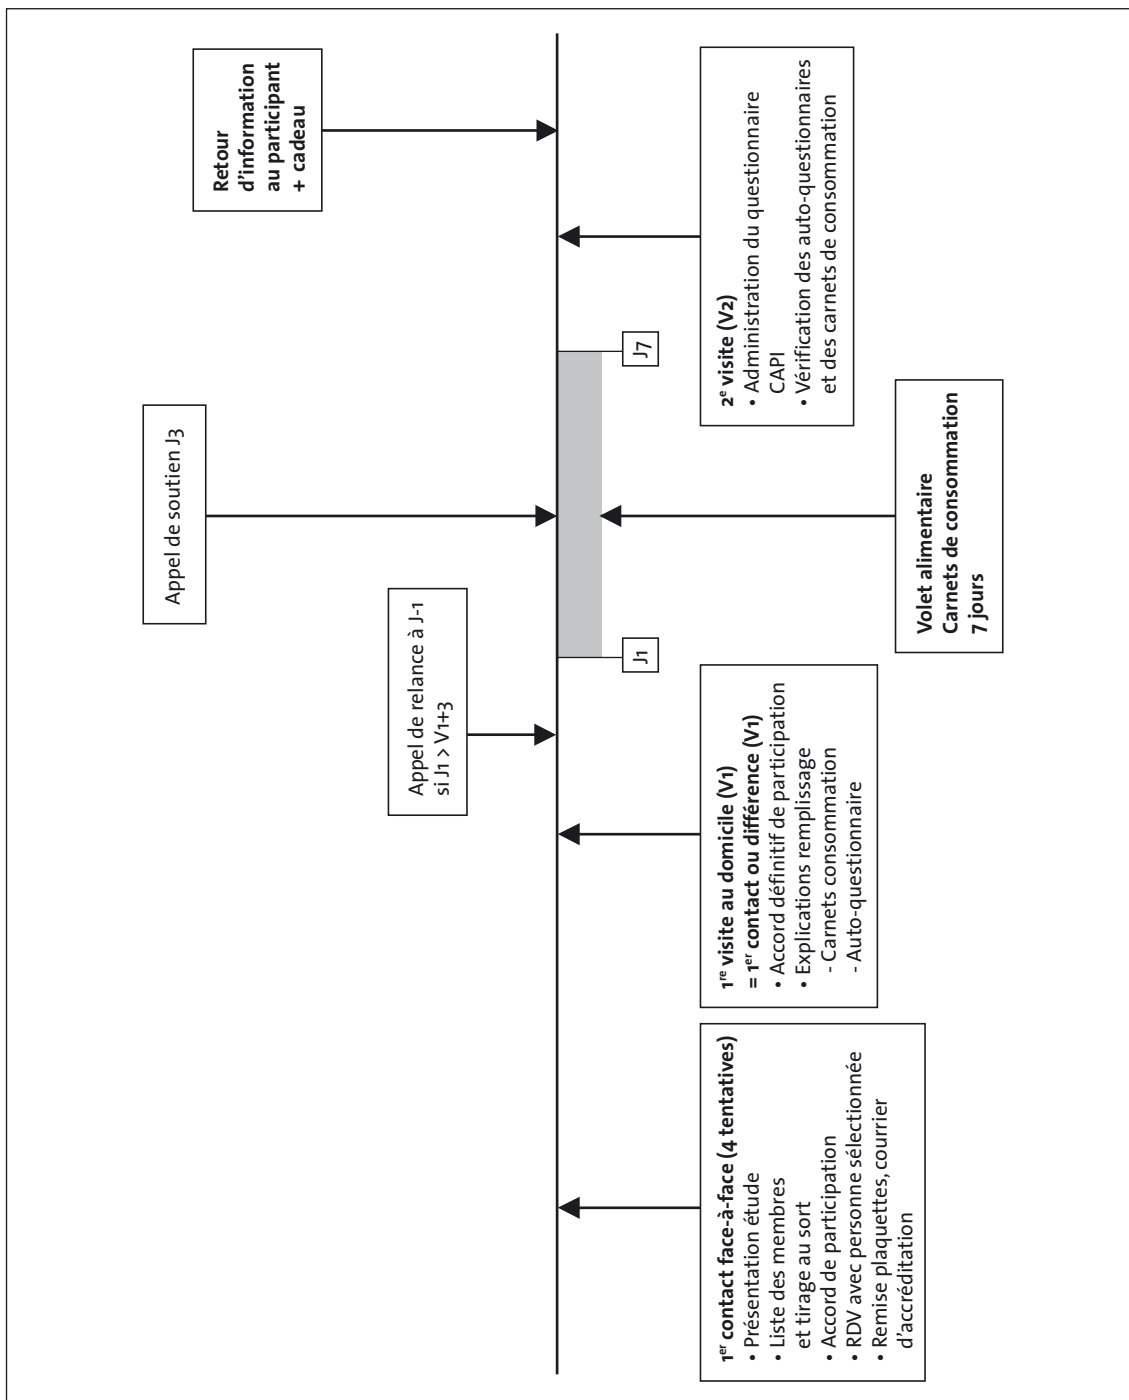 Appel de soutien J3
Retour
d'information
au participant
+ cadeau
Appel de relance à J-1
si J1 > V1+3
J1
J7
1er contact face-à-face (4 tentatives)
• Présentation étude
• Liste des membres
et tirage au sort
• Accord de participation
• RDV avec personne sélectionnée
• Remise plaquettes, courrier
d'accréditation
1re visite au domicile (V1)
= 1er contact ou différence (V1)
• Accord définitif de participation
• Explications remplissage
- Carnets consommation
- Auto-questionnaire
Volet alimentaire
Carnets de consommation
7 jours
2e visite (V2)
• Administration du questionnaire
CAPI
• Vérification des auto-questionnaires
et des carnets de consommation